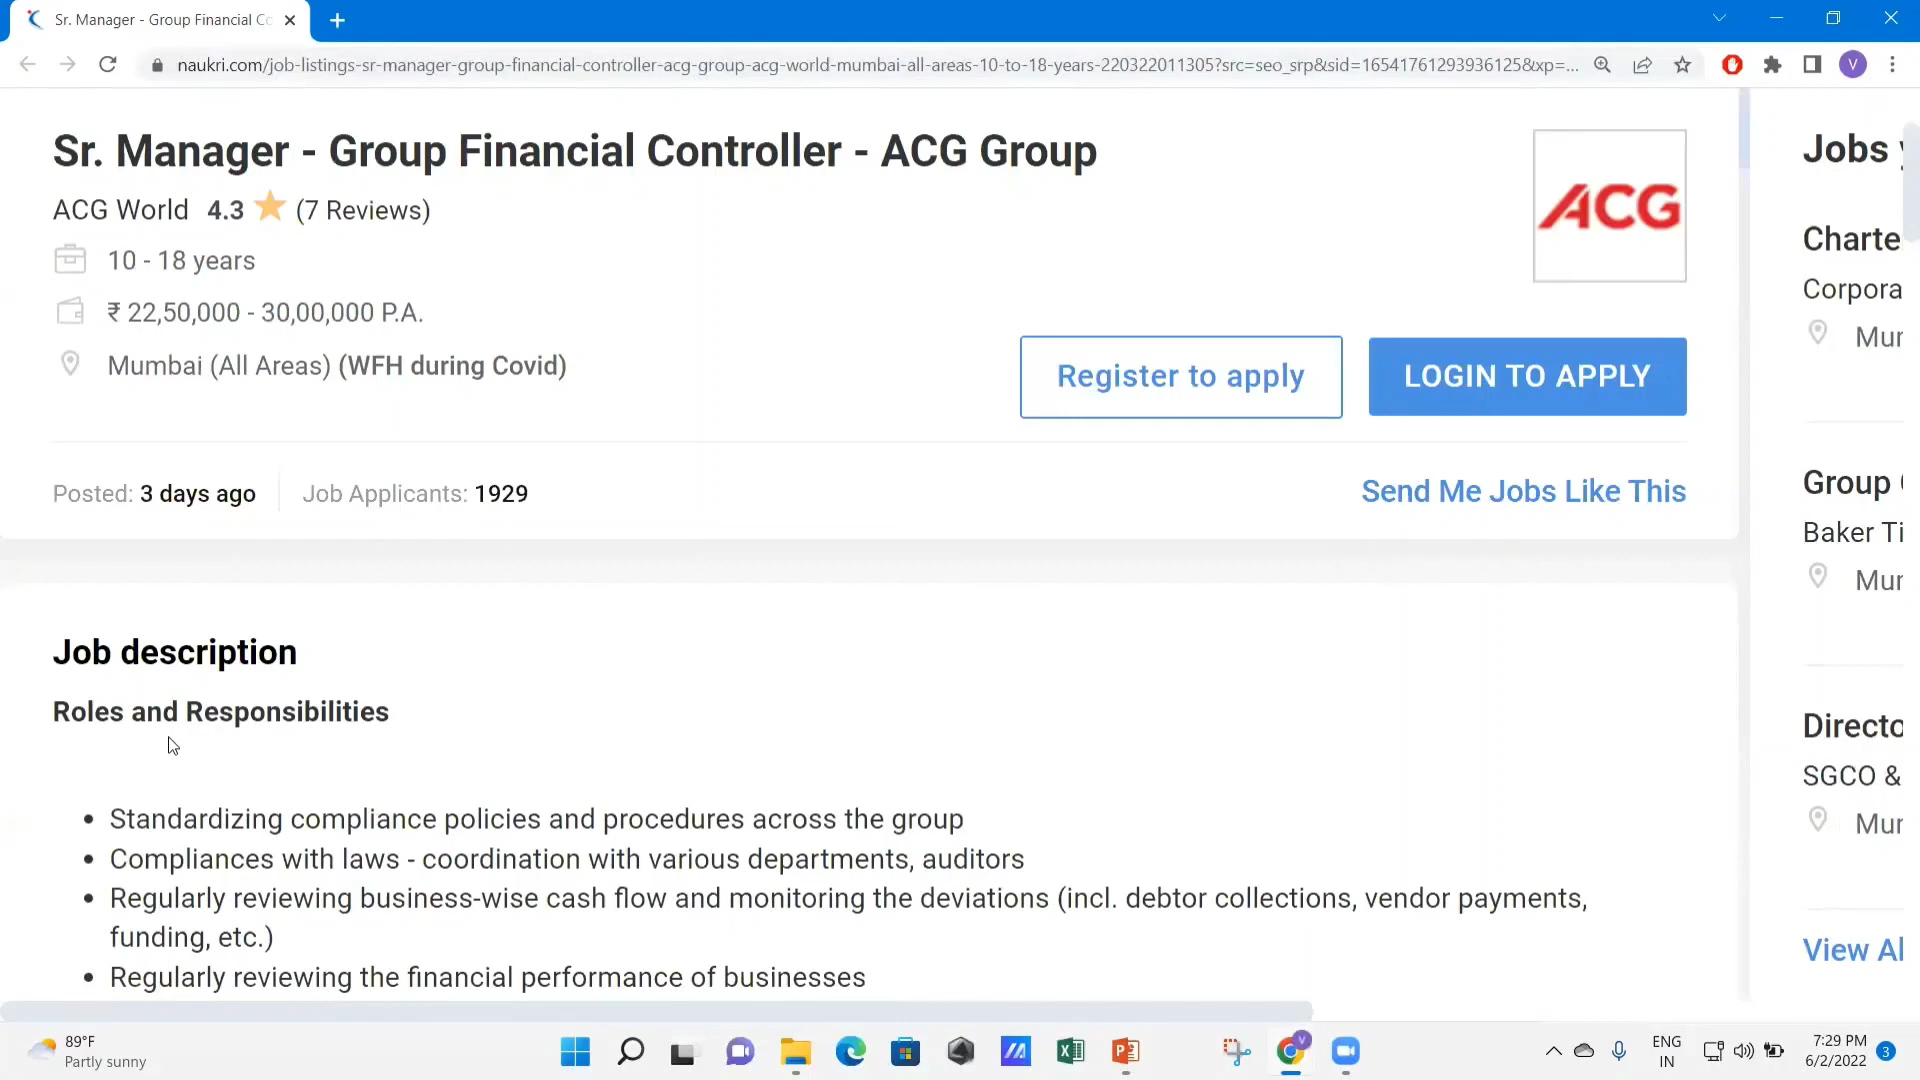 Sr. Manager - Group Financial Co
naukri.com/job-listings-sr-manager-group-financial-controller-acg-group-acg-world-mumbai-all-areas-10-to-18-years-220322011305?src=seo_srp&sid=16541761293936125&xp=...
V
Sr. Manager - Group Financial Controller - ACG Group
ACG World 4.3 (7 Reviews)
10 - 18 years
₹ 22,50,000 - 30,00,000 P.A.
Mumbai (All Areas) (WFH during Covid)
ACG
Register to apply
LOGIN TO APPLY
Posted: 3 days ago
Job Applicants: 1929
Send Me Jobs Like This
Job description
Roles and Responsibilities
• Standardizing compliance policies and procedures across the group
• Compliances with laws - coordination with various departments, auditors
• Regularly reviewing business-wise cash flow and monitoring the deviations (incl. debtor collections, vendor payments,
funding, etc.)
• Regularly reviewing the financial performance of businesses
Jobs y
Charte
Corpora
Mur
Group
Baker Ti
Mur
Directo
SGCO &
Mur
View Al
89°F
Partly sunny
V
ENG
IN
7:29 PM
6/2/2022
3